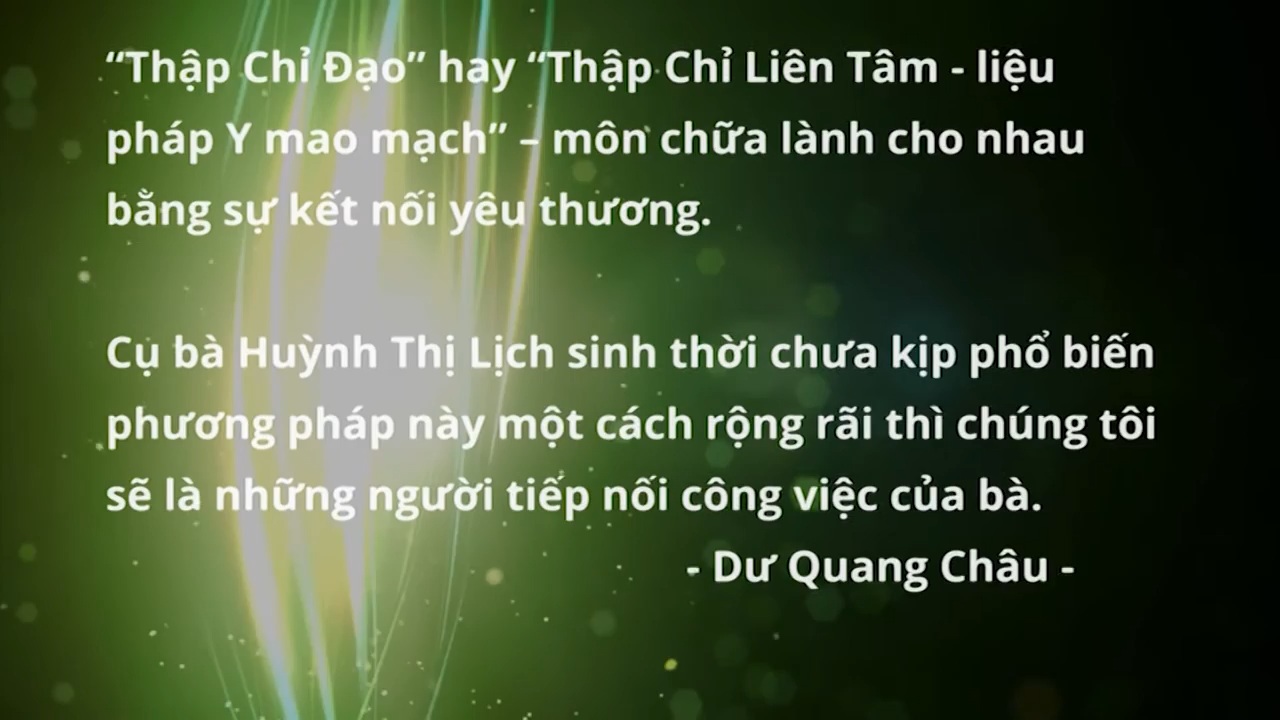 “Thập Chỉ Đạo” hay “Thập Chỉ Liên Tâm - liệu
pháp Y mao mạch” – môn chữa lành cho nhau
bằng sự kết nối yêu thương.
Cụ bà Huỳnh Thị Lịch sinh thời chưa kịp phổ biến
phương pháp này một cách rộng rãi thì chúng tôi
sẽ là những người tiếp nối công việc của bà.
- Dư Quang Châu -